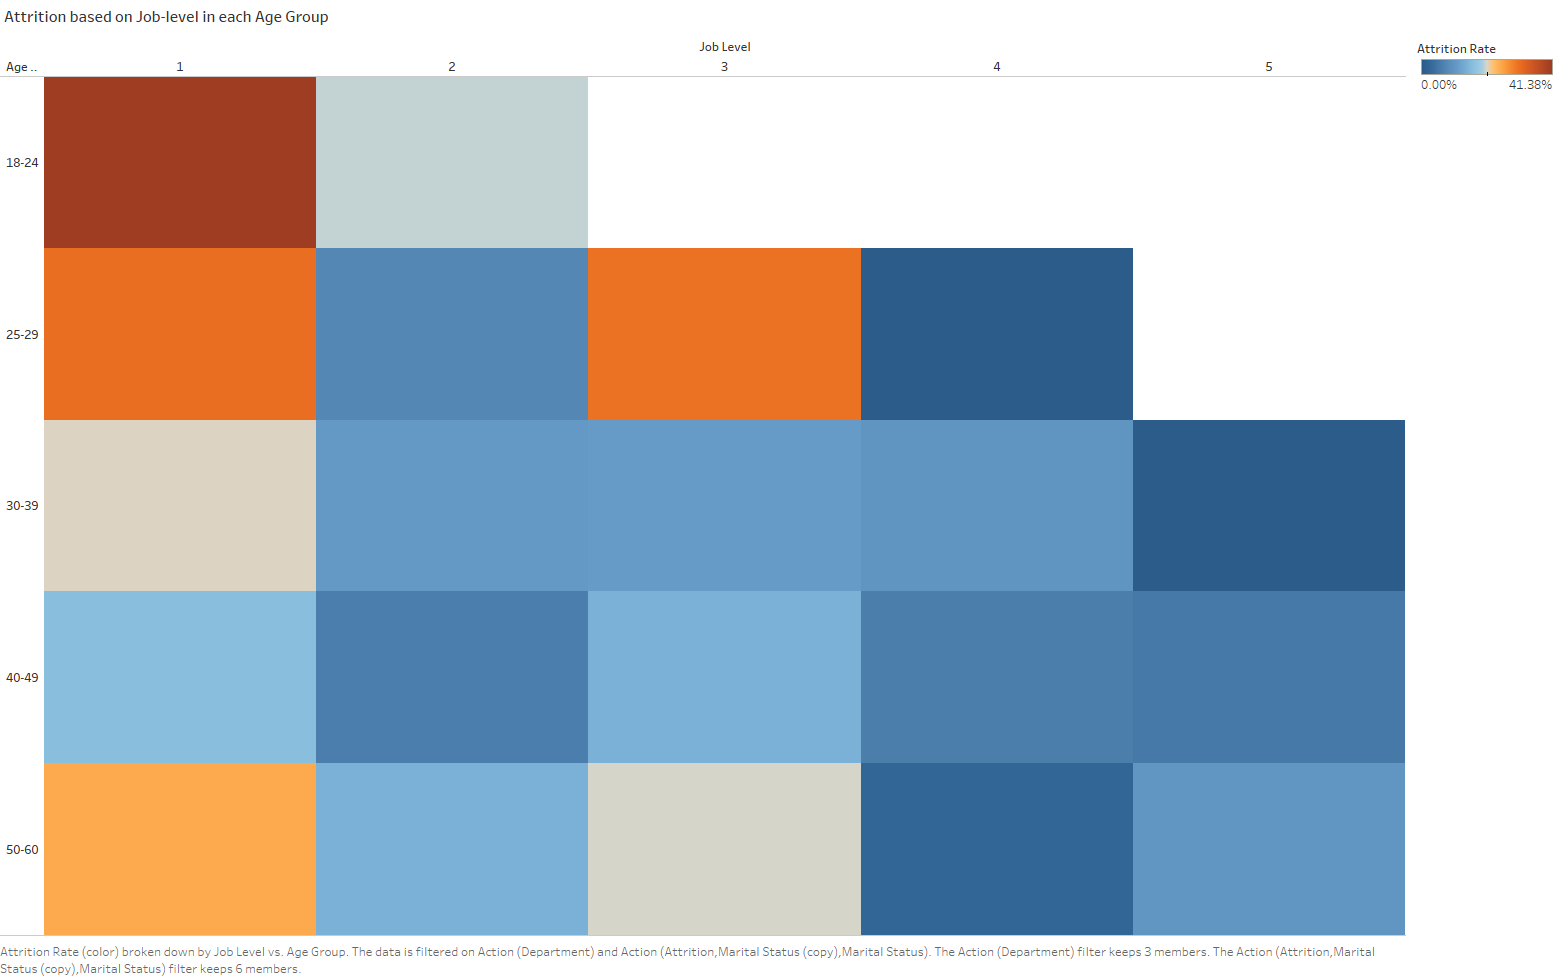 Attrition based on Job-level in each Age Group
Job Level
Attrition Rate
Age ..
1
2
3
4
5
0.00%
41.38%
18-24
25-29
30-39
40-49
50-60
Attrition Rate (color) broken down by Job Level vs. Age Group. The data is filtered on Action (Department) and Action (Attrition,Marital Status (copy),Marital Status). The Action (Department) filter keeps 3 members. The Action (Attrition,Marital
Status (copy),Marital Status) filter keeps 6 members.